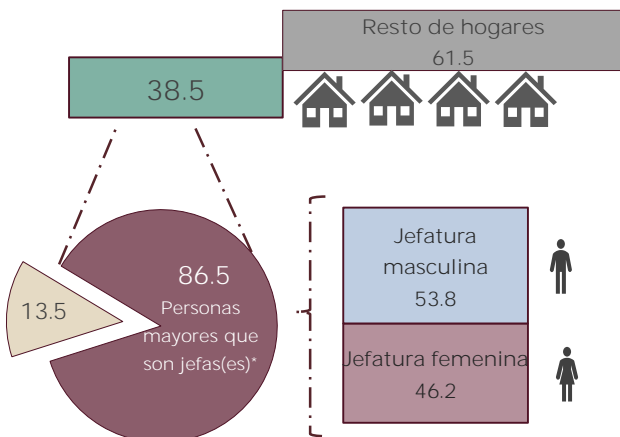 Resto de hogares
61.5
38.5
86.5
Personas
mayores que
son jefas(es)*
13.5
Jefatura
masculina
53.8
Jefatura femenina
46.2